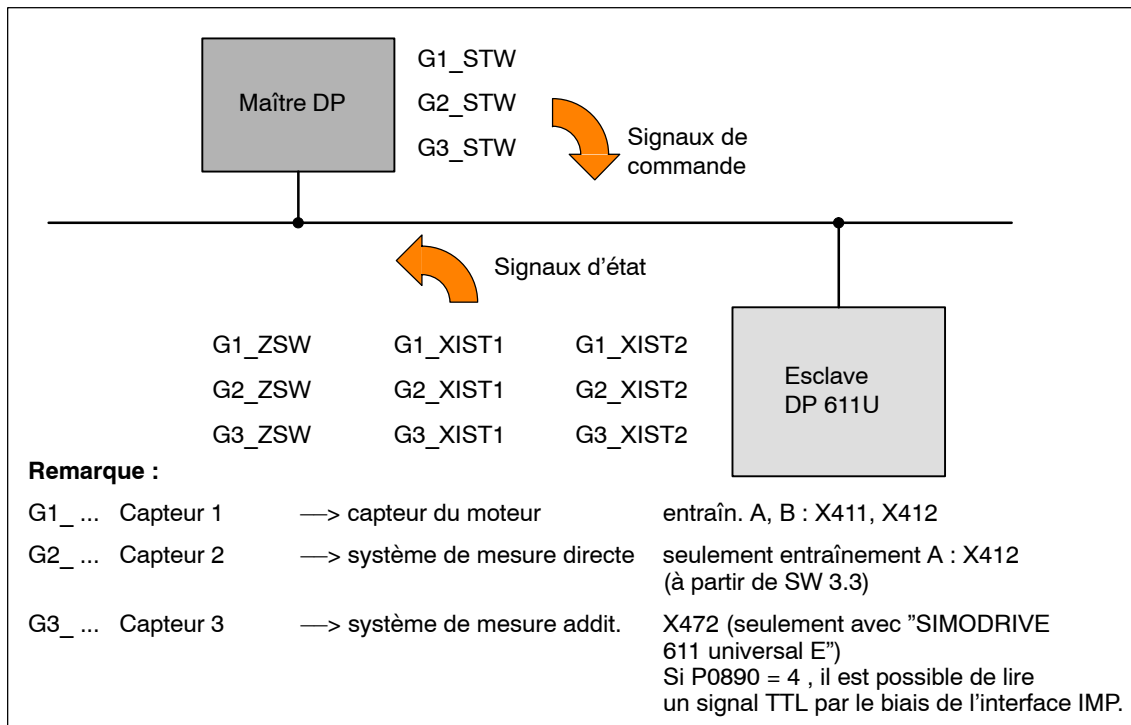 Maître DP
G1_STW
G2_STW
G3_STW
Signaux de
commande
Signaux d’état
G1_ZSW G1_XIST1 G1_XIST2
G2_ZSW G2_XIST1 G2_XIST2
G3_ZSW G3_XIST1 G3_XIST2
Esclave
DP 611U
Remarque :
G1_ ... Capteur 1 —> capteur du moteur entraîn. A, B : X411, X412
G2_ ... Capteur 2 —> système de mesure directe seulement entraînement A : X412
(à partir de SW 3.3)
G3_ ... Capteur 3 —> système de mesure addit. X472 (seulement avec ”SIMODRIVE
611 universal E”)
Si P0890 = 4 , il est possible de lire
un signal TTL par le biais de l’interface IMP.